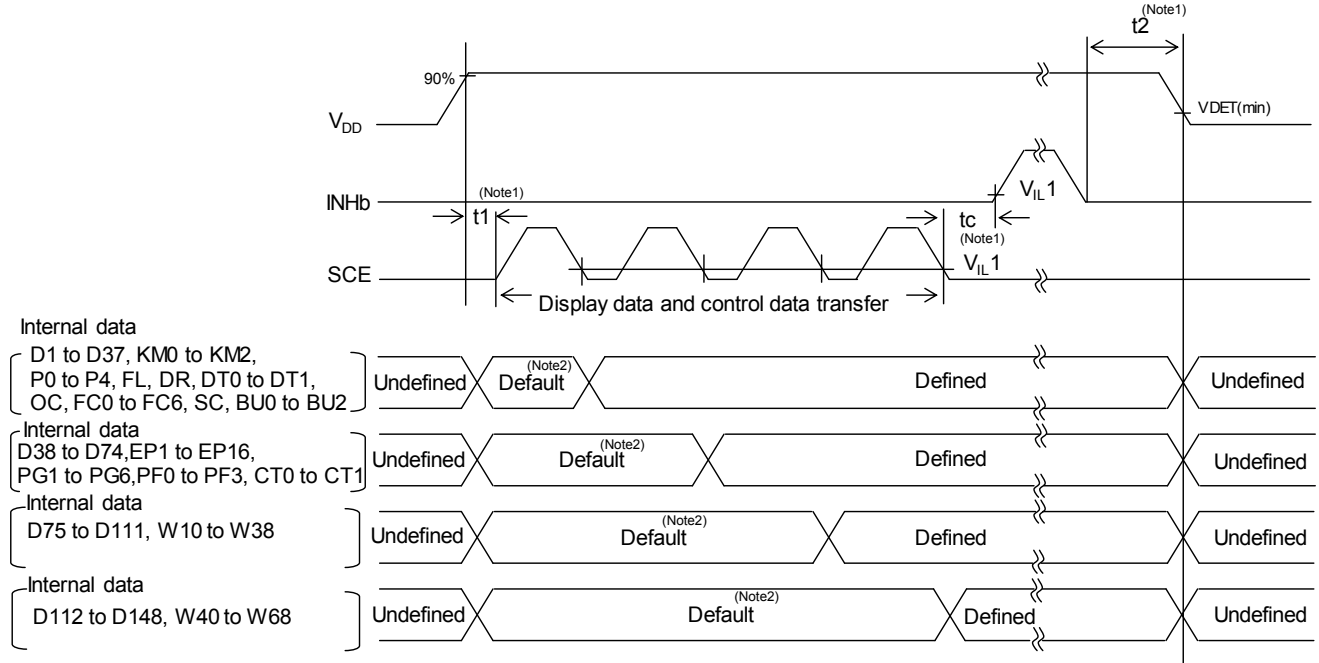 (Note1)
t2
90%
VDD
VDET(min)
INHb
(Note1)
t1
VIL1
tc
(Note1)
VIL1
SCE
Display data and control data transfer
Internal data
D1 to D37, KM0 to KM2,
P0 to P4, FL, DR, DT0 to DT1,
OC, FC0 to FC6, SC, BU0 to BU2
Undefined
(Note2)
Default
Defined
Undefined
Internal data
D38 to D74,EP1 to EP16,
PG1 to PG6,PF0 to PF3, CT0 to CT1
Undefined
(Note2)
Default
Defined
Undefined
Internal data
D75 to D111, W10 to W38
Undefined
(Note2)
Default
Defined
Undefined
Internal data
D112 to D148, W40 to W68
Undefined
(Note2)
Default
Defined
Undefined